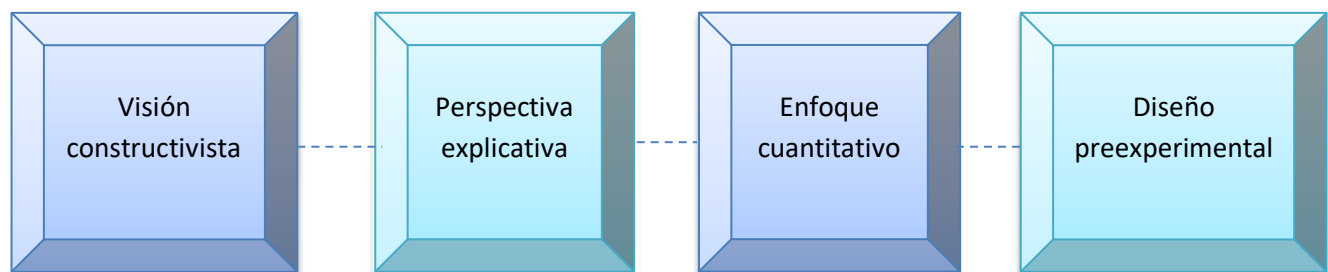 Visión
constructivista
Perspectiva
explicativa
Enfoque
cuantitativo
Diseño
preexperimental